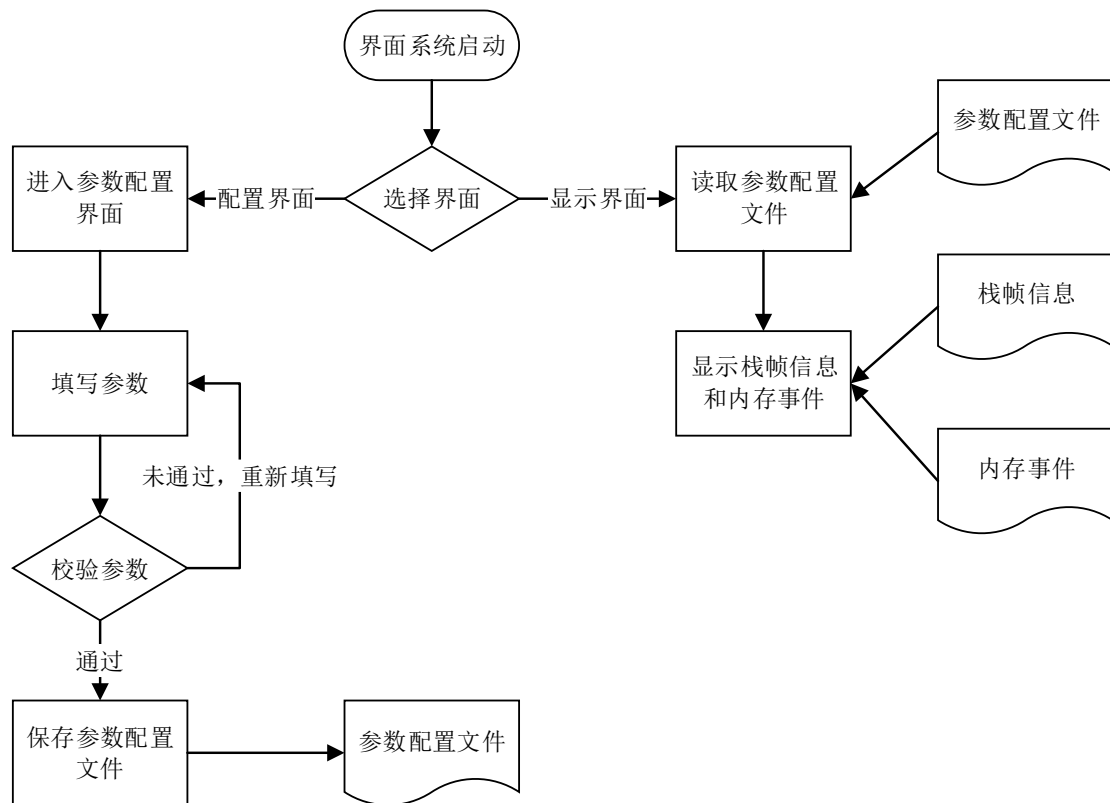 界面系统启动
参数配置文件
进入参数配置
界面
配置界面
选择界面
显示界面
读取参数配置
文件
栈帧信息
填写参数
显示栈帧信息
和内存事件
未通过，重新填写
内存事件
校验参数
通过
保存参数配置
文件
参数配置文件